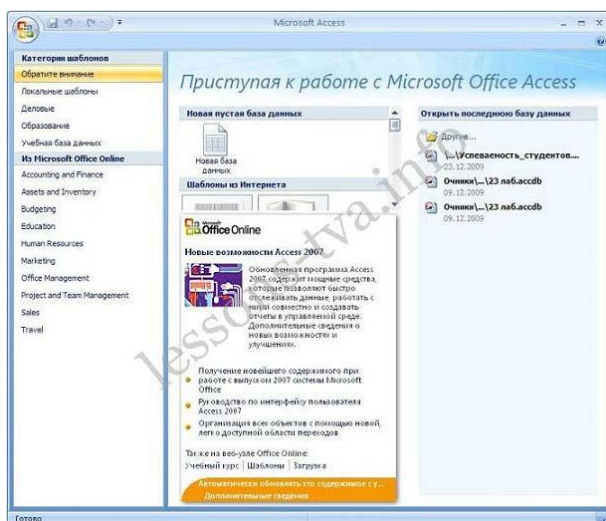 Microsoft Access
Категории шаблонов
Обратите внимание
Локальные шаблоны
Деловые
Образование
Учебная база данных
Из Microsoft Office Online
Accounting and Finance
Assets and Inventory
Budgeting
Education
Human Resources
Marketing
Office Management
Project and Team Management
Sales
Travel
Приступая к работе с Microsoft Office Access
Новая пустая база данных
Новая база
данных
Шаблоны из Интернета
Microsoft
Office Online
Новые возможности Access 2007
Обновленная программа Access
2007 содержит мощные средства,
которые позволяют быстро
отслеживать данные, работать с
ними совместно и создавать
отчеты в управляемой среде.
Дополнительные сведения о
новых возможностях и
улучшениях.
Получение новейшего содержимого при
работе с выпуском 2007 системы Microsoft
Office
Руководство по интерфейсу пользователя
Access 2007
Организация всех объектов с помощью новой,
легко доступной области переходов
Также на веб-узле Office Online:
Учебный курс | Шаблоны | Загрузка
Автоматически обновлять это содержимое с у...
Дополнительные сведения
Открыть последнюю базу данных
Другие...
\...\Успеваемость_студентов....
23.12.2009
Очники\...\23 лаб.accdb
09.12.2009
Очники\...\23 лаб.accdb
09.12.2009
Готово
lessons-tva.info